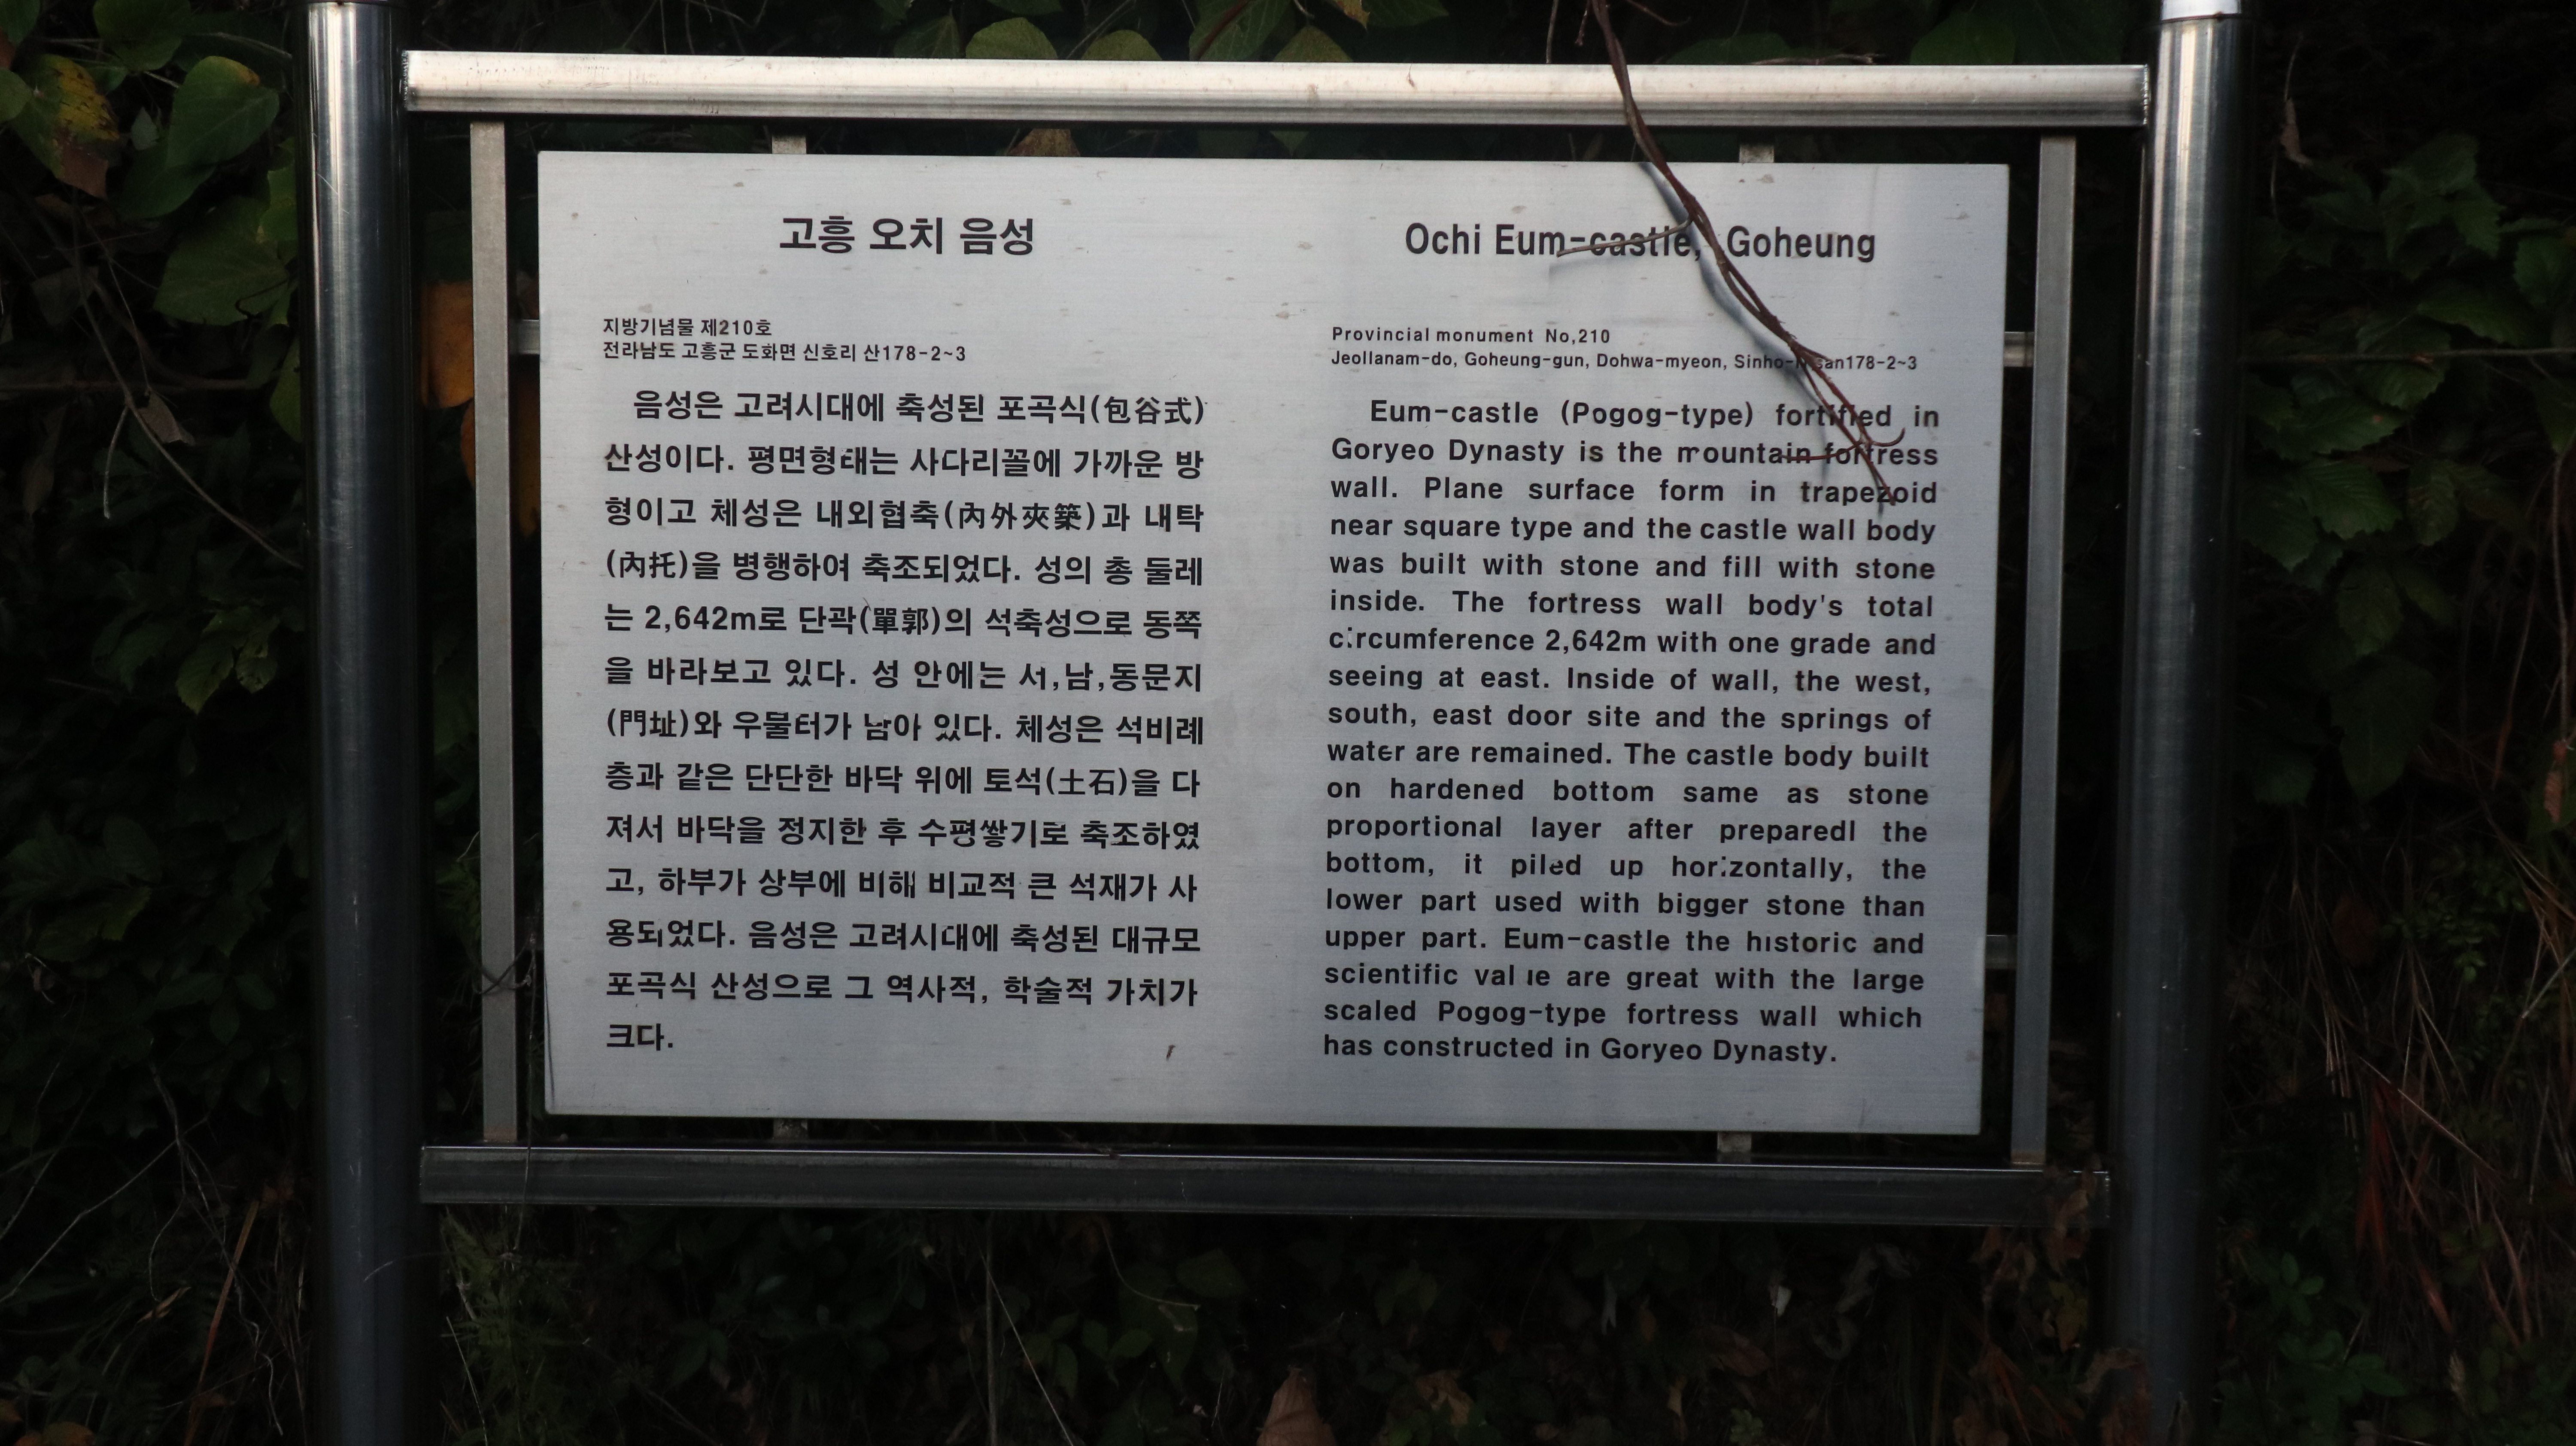 고흥 오치 음성
지방기념물 제210호
전라남도 고흥군 도화면 신호리 산178-2~3
음성은 고려시대에 축성된 포곡식(包谷式)
산성이다. 평면형태는 사다리꼴에 가까운 방
형이고 체성은 내외협축(內外夾築)과 내탁
(內托)을 병행하여 축조되었다. 성의 총 둘레
는 2,642m로 단곽(單郭)의 석축성으로 동쪽
을 바라보고 있다. 성 안에는 서,남,동문지
(門址)와 우물터가 남아 있다. 체성은 석비례
층과 같은 단단한 바닥 위에 토석(土石)을 다
져서 바닥을 정지한 후 수평쌓기로 축조하였
고, 하부가 상부에 비해 비교적 큰 석재가 사
용되었다. 음성은 고려시대에 축성된 대규모
포곡식 산성으로 그 역사적, 학술적 가치가
크다.
Ochi Eum-castle, Goheung
Provincial monument No,210
Jeollanam-do, Goheung-gun, Dohwa-myeon, Sinho-ri san178-2~3
Eum-castle (Pogog-type) fortified in
Goryeo Dynasty is the mountain fortress
wall. Plane surface form in trapezoid
near square type and the castle wall body
was built with stone and fill with stone
inside. The fortress wall body's total
circumference 2,642m with one grade and
seeing at east. Inside of wall, the west,
south, east door site and the springs of
water are remained. The castle body built
on hardened bottom same as stone
proportional layer after preparedl the
bottom, it piled up horizontally, the
lower part used with bigger stone than
upper part. Eum-castle the historic and
scientific value are great with the large
scaled Pogog-type fortress wall which
has constructed in Goryeo Dynasty.